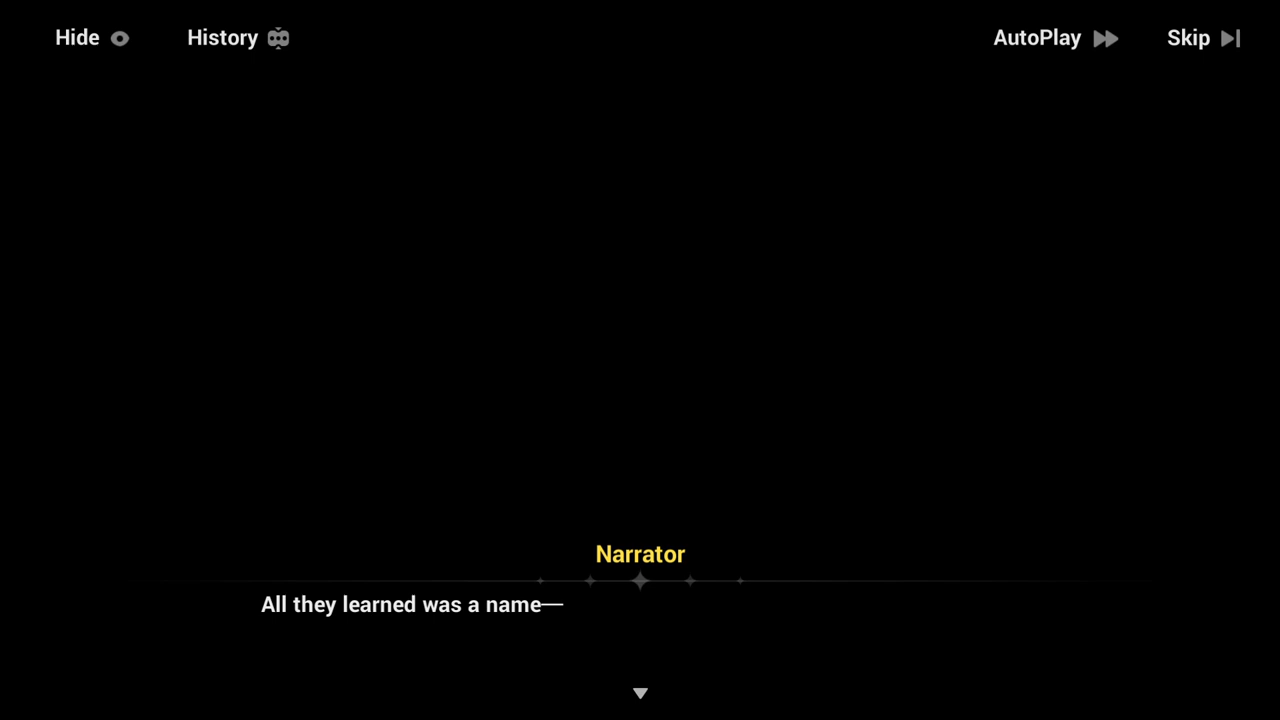 Hide
History
AutoPlay
Skip
Narrator
All they learned was a name—